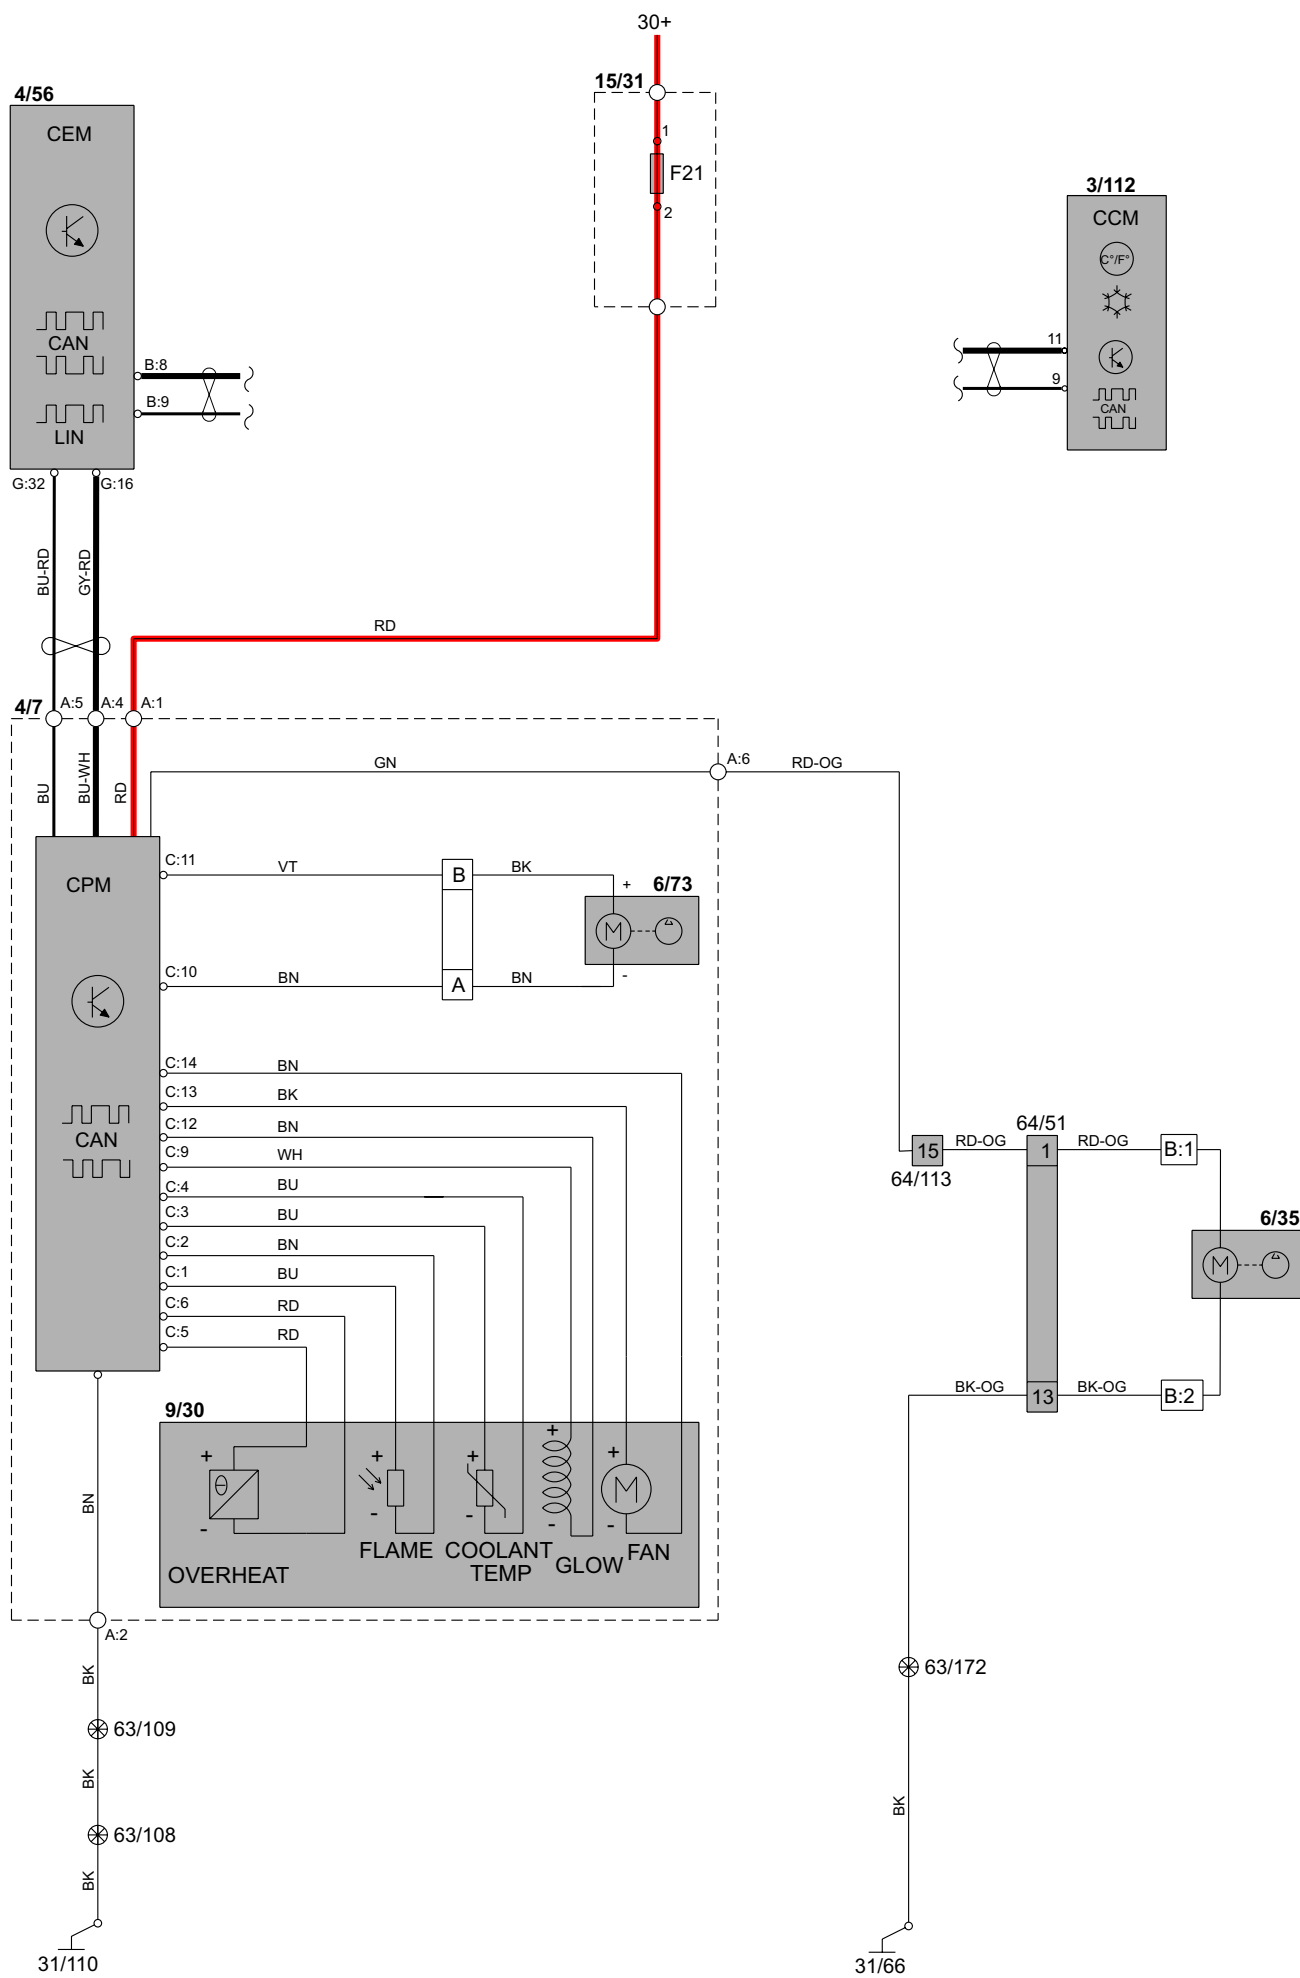 30+
15/31
4/56
CEM
1
F21
2
3/112
CCM
C°/F°
CAN
B:8
B:9
LIN
11
9
CAN
G:32
G:16
BU-RD
GY-RD
RD
4/7
A:5
A:4
A:1
BU
BU-WH
RD
GN
A:6
RD-OG
CPM
C:11
VT
B
BK
+
6/73
M
C:10
BN
A
BN
-
C:14
BN
C:13
BK
CAN
C:12
BN
C:9
WH
C:4
BU
C:3
BU
C:2
BN
C:1
BU
C:6
RD
C:5
RD
64/51
15
RD-OG
1
RD-OG
B:1
64/113
6/35
M
BK-OG
13
BK-OG
B:2
9/30
+
+
+
+
+
θ
M
-
-
-
-
-
OVERHEAT
FLAME
COOLANT
TEMP
GLOW
FAN
BN
A:2
BK
63/109
BK
63/108
BK
31/110
63/172
BK
31/66